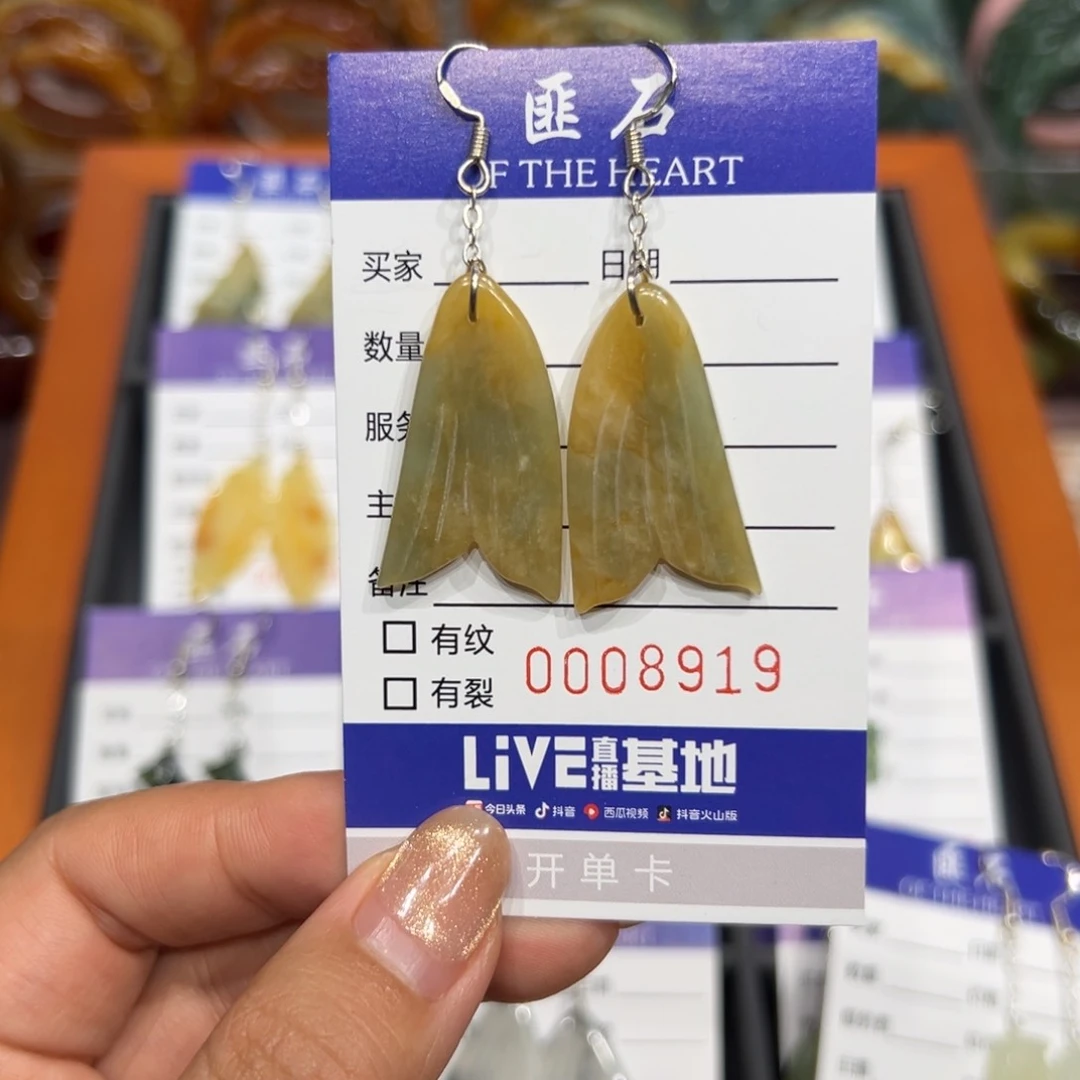 匪石
OF THE HEART
买家 日期
数量
服务
主
备注
有纹
有裂
0008919
LiVE直播基地
今日头条 抖音 西瓜视频 抖音火山版
开单卡